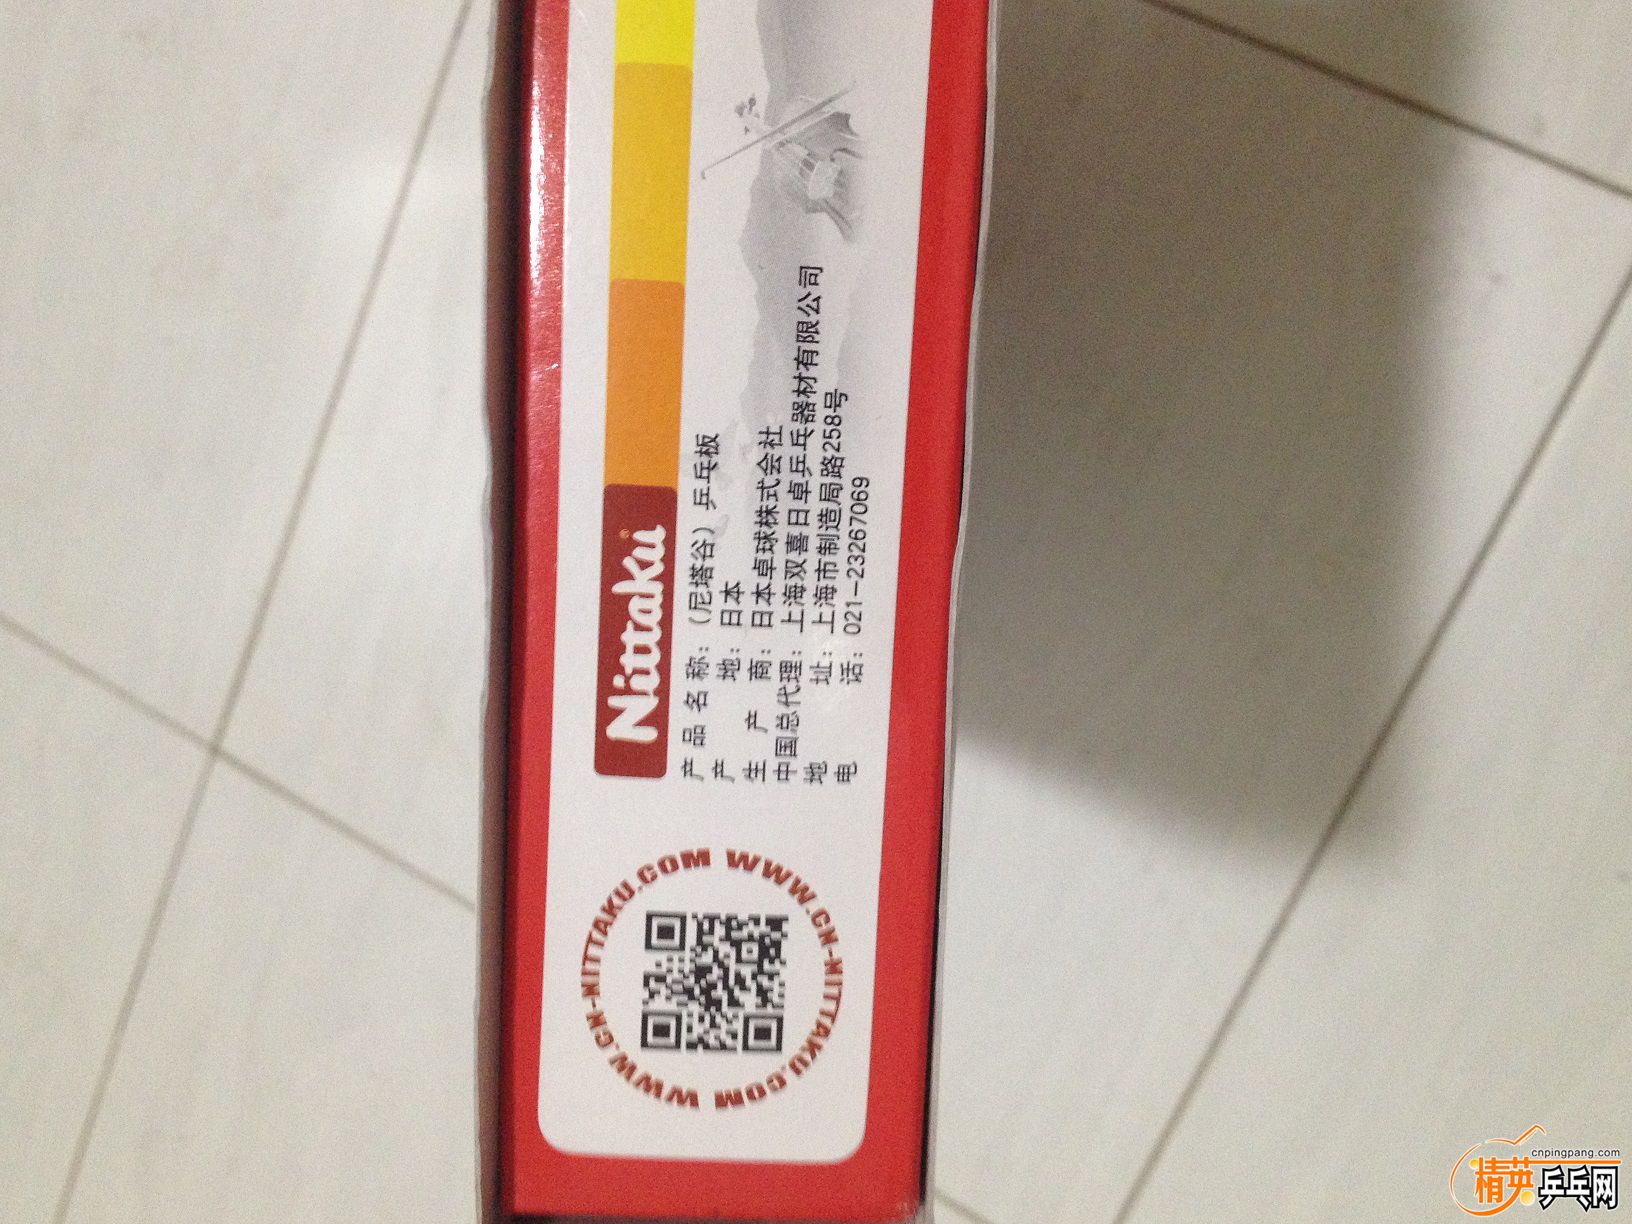 Nittaku
产品名称：（尼塔谷）乒乓板
产地：日本
生产商：日本卓球株式会社
中国总代理：上海双喜日卓乒乓器材有限公司
地址：上海市制造局路258号
电话：021-23267069
WWW.CN-NITTAKU.COM WWW.CN-NITTAKU.COM
cnpingpang.com
精英乒乓网